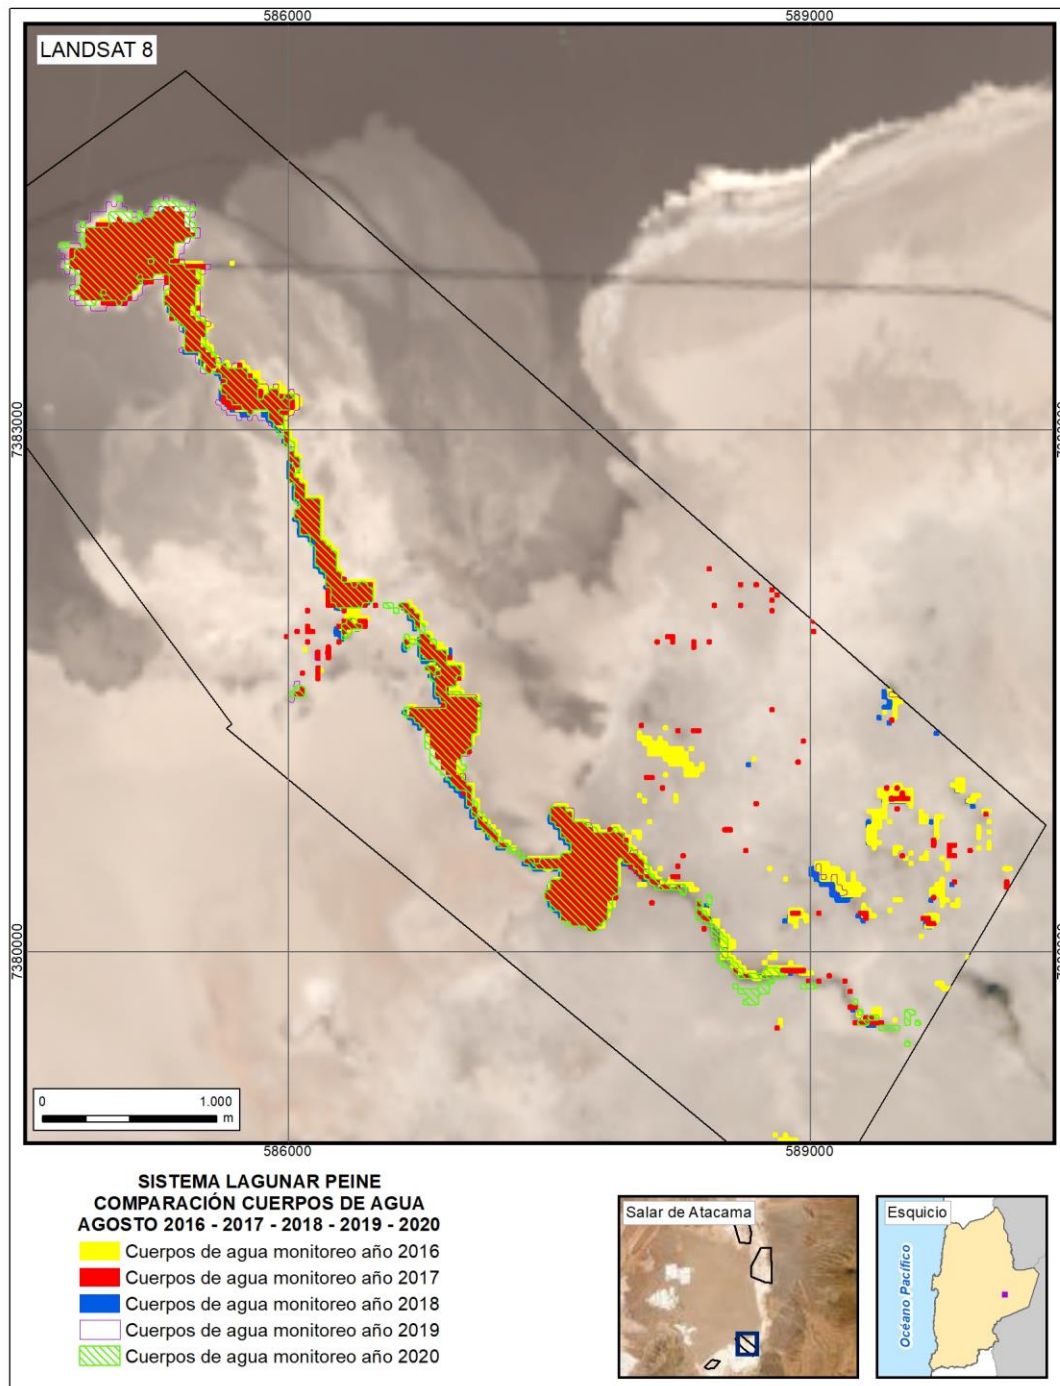 586000
589000
LANDSAT 8
7383000
7380000
0
1.000
m
586000
589000
SISTEMA LAGUNAR PEINE
COMPARACIÓN CUERPOS DE AGUA
AGOSTO 2016 - 2017 - 2018 - 2019 - 2020
Cuerpos de agua monitoreo año 2016
Cuerpos de agua monitoreo año 2017
Cuerpos de agua monitoreo año 2018
Cuerpos de agua monitoreo año 2019
Cuerpos de agua monitoreo año 2020
Salar de Atacama
Esquicio
Océano Pacífico